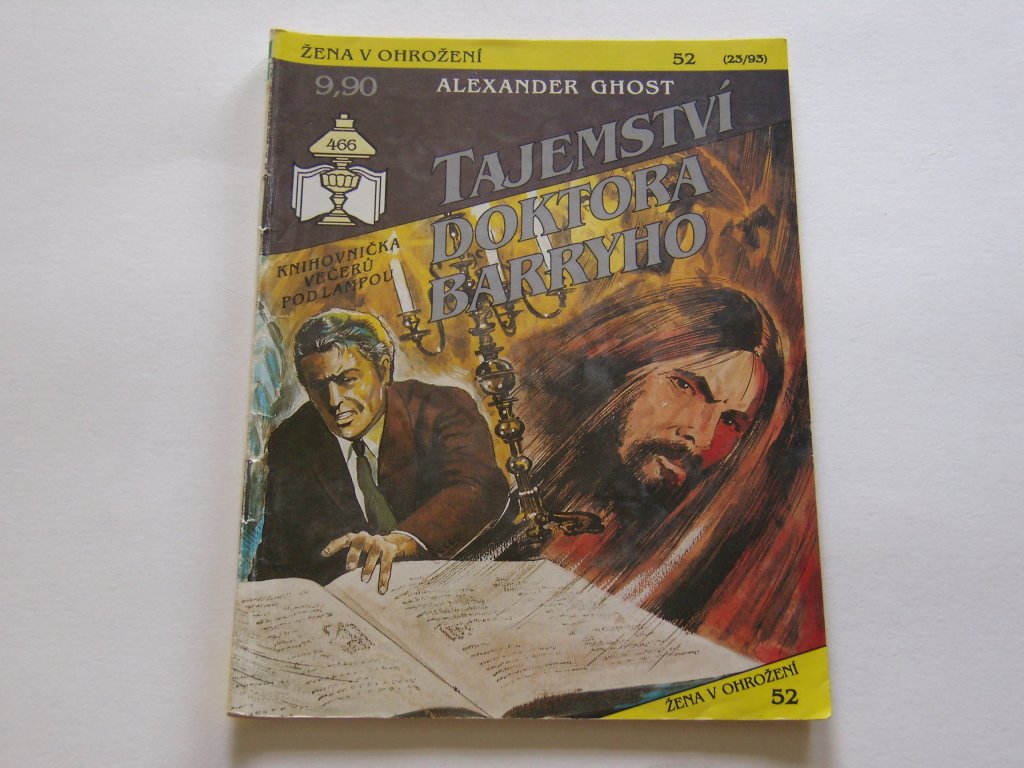 ŽENA V OHROŽENÍ 52 (23/93)
9,90 ALEXANDER GHOST
466
TAJEMSTVÍ
DOKTORA
BARRYHO
KNIHOVNIČKA
VEČERŮ
POD LAMPOU
ŽENA V OHROŽENÍ
52